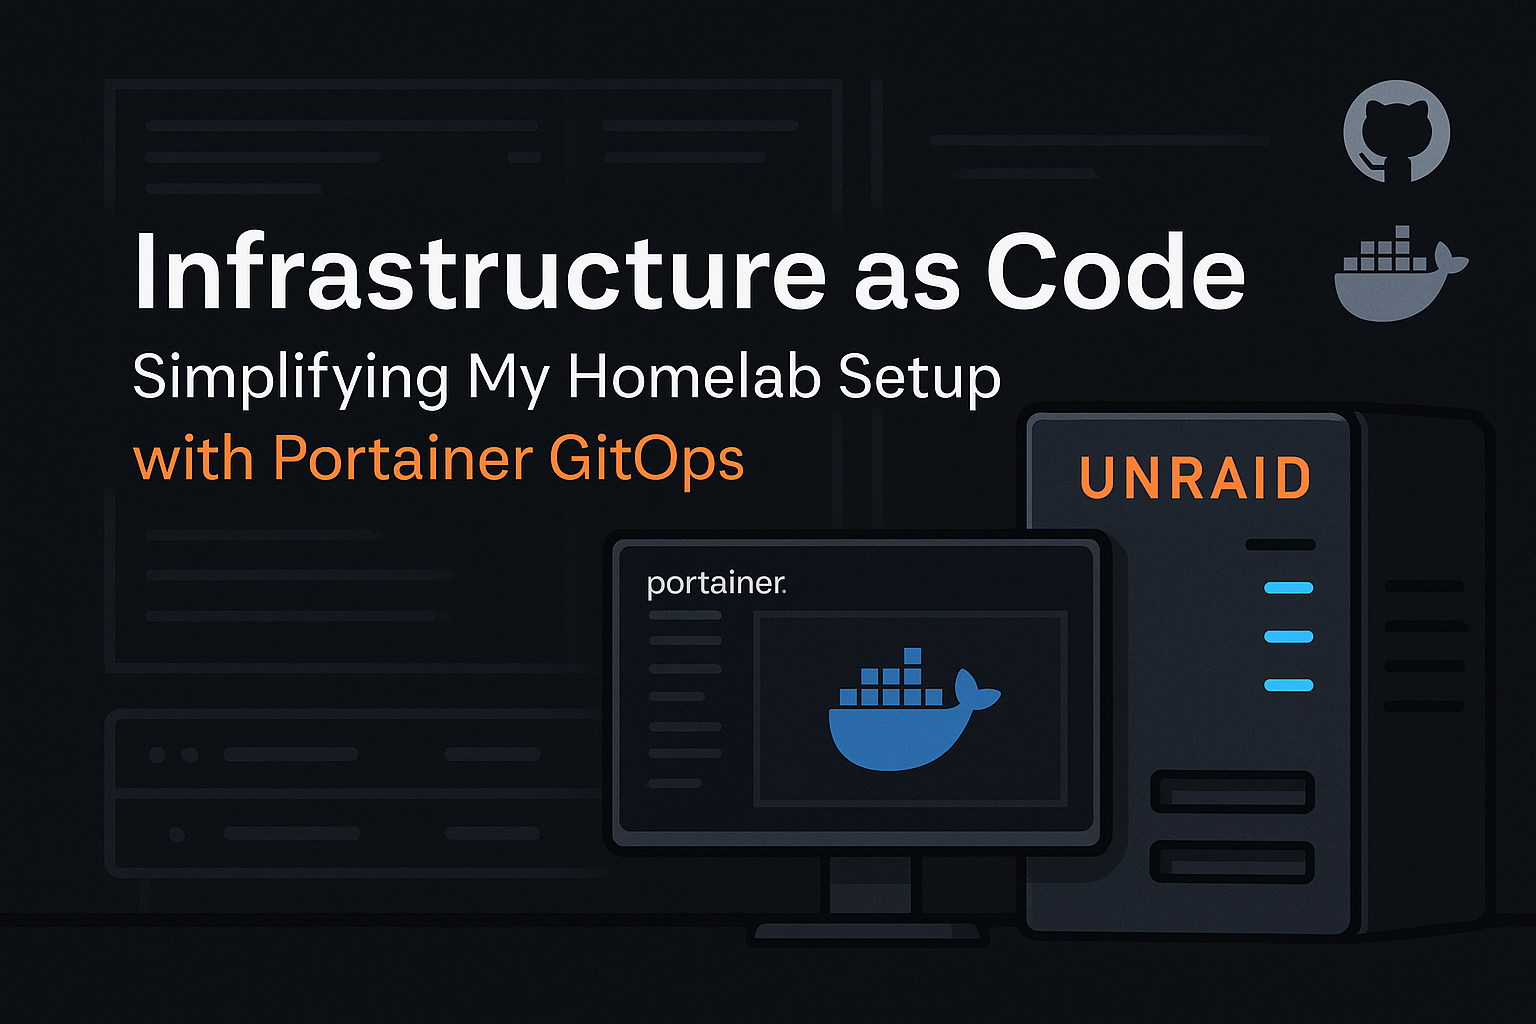 Infrastructure as Code
Simplifying My Homelab Setup
with Portainer GitOps
UNRAID
portainer.